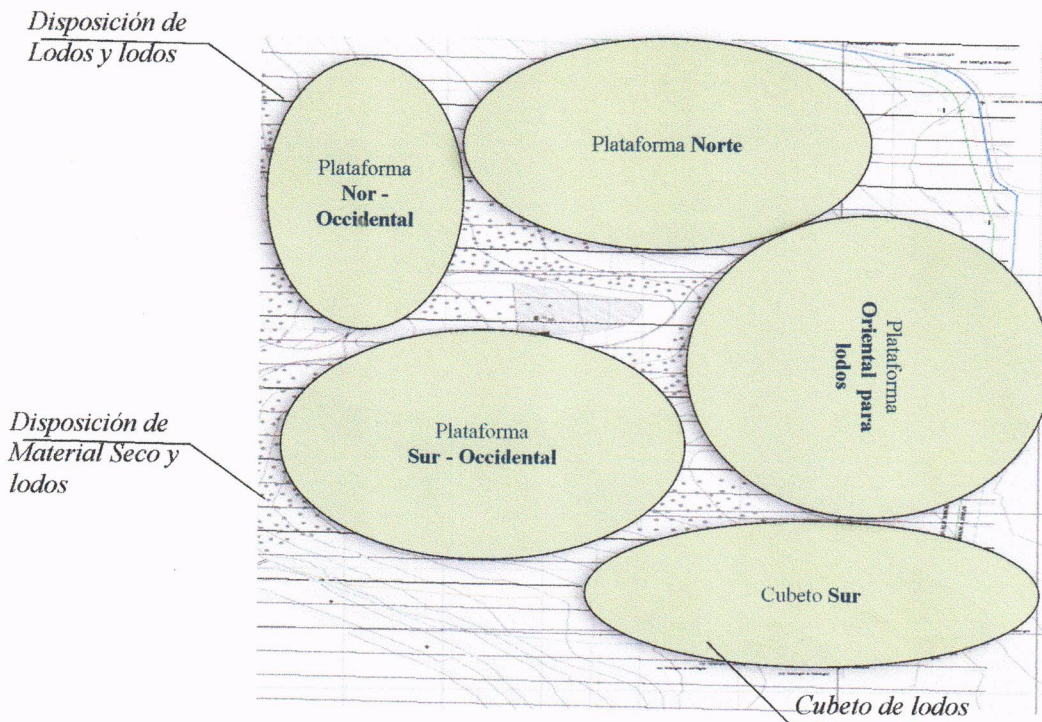 Disposición de
Lodos y lodos
Plataforma
Nor -
Occidental
Plataforma Norte
Plataforma
Oriental para
lodos
Plataforma
Sur - Occidental
Disposición de
Material Seco y
lodos
Cubeto Sur
Cubeto de lodos